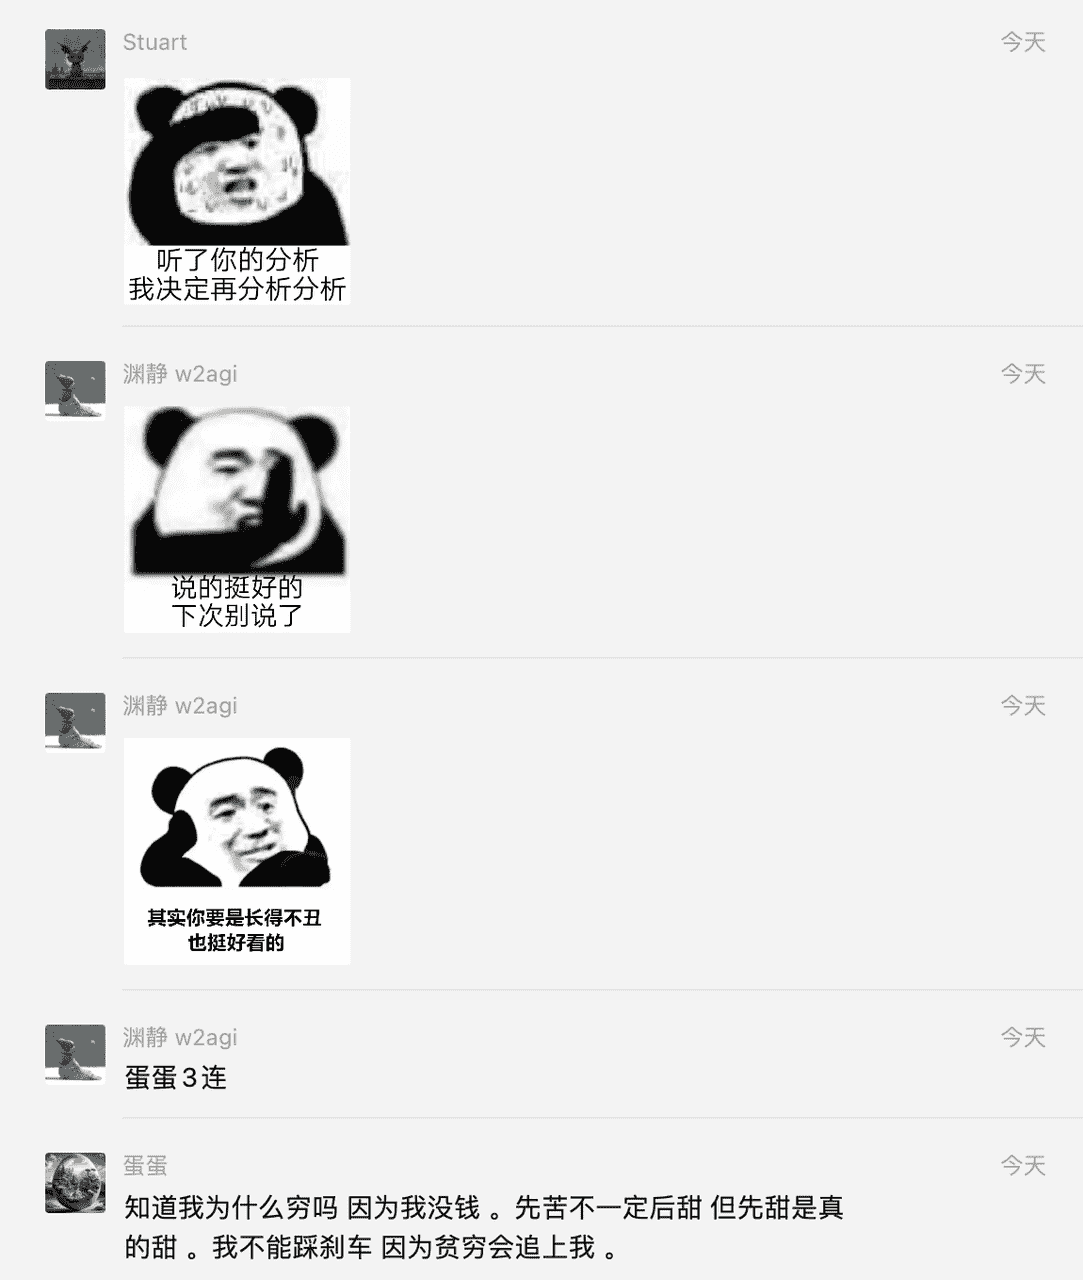 Stuart 今天
听了你的分析
我决定再分析分析
渊静 w2agi 今天
说的挺好的
下次别说了
渊静 w2agi 今天
其实你要是长得不丑
也挺好看的
渊静 w2agi 今天
蛋蛋3连
蛋蛋 今天
知道我为什么穷吗 因为我没钱 。先苦不一定后甜 但先甜是真
的甜 。我不能踩刹车 因为贫穷会追上我 。